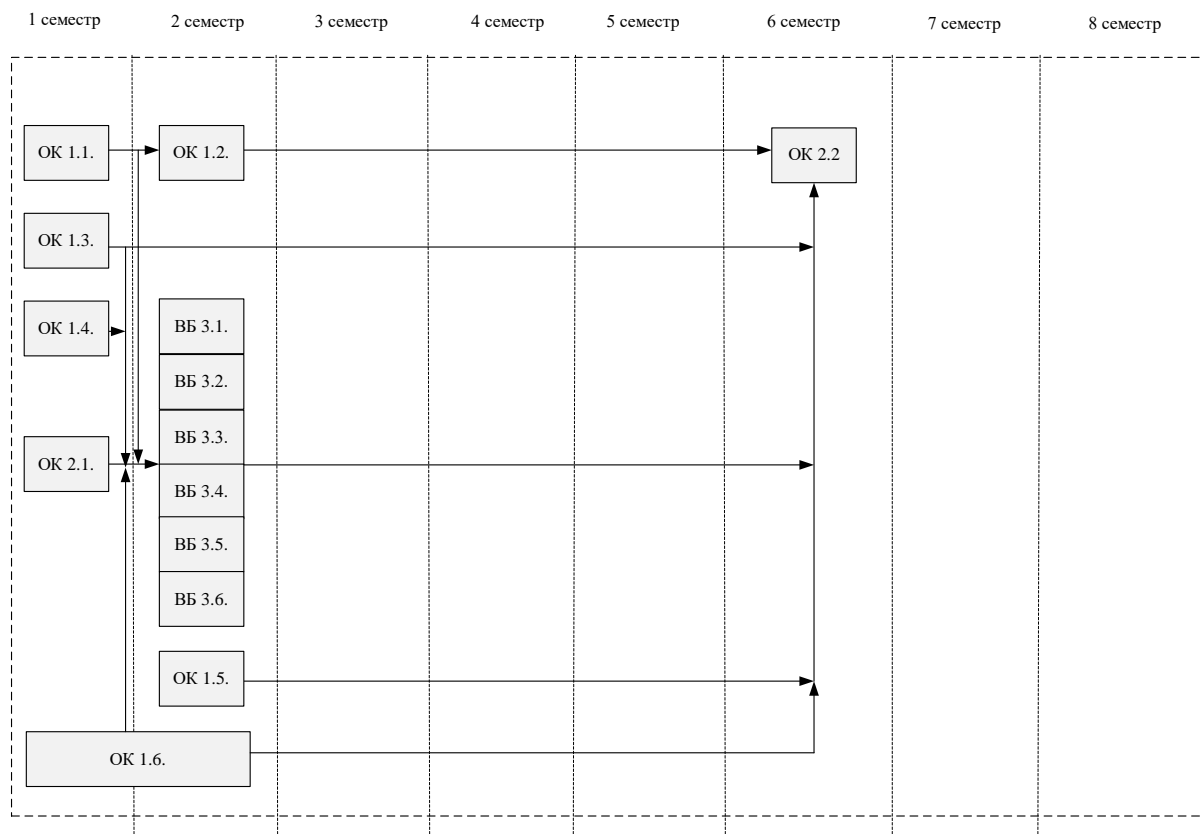 1 семестр
2 семестр
3 семестр
4 семестр
5 семестр
6 семестр
7 семестр
8 семестр
ОК 1.1.
ОК 1.2.
ОК 2.2
ОК 1.3.
ОК 1.4.
ВБ 3.1.
ВБ 3.2.
ВБ 3.3.
ОК 2.1.
ВБ 3.4.
ВБ 3.5.
ВБ 3.6.
ОК 1.5.
ОК 1.6.